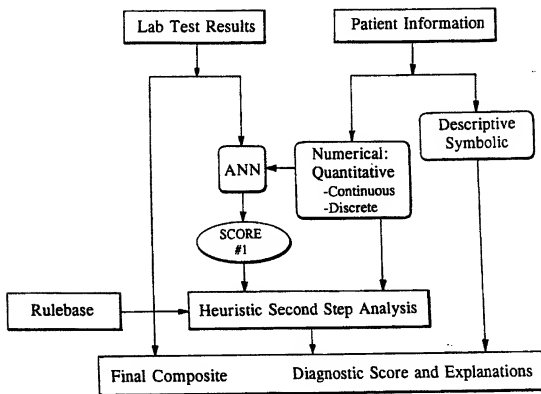 Lab Test Results
Patient Information
Descriptive
Symbolic
Numerical:
Quantitative
-Continuous
-Discrete
ANN
SCORE
#1
Rulebase
Heuristic Second Step Analysis
Final Composite
Diagnostic Score and Explanations